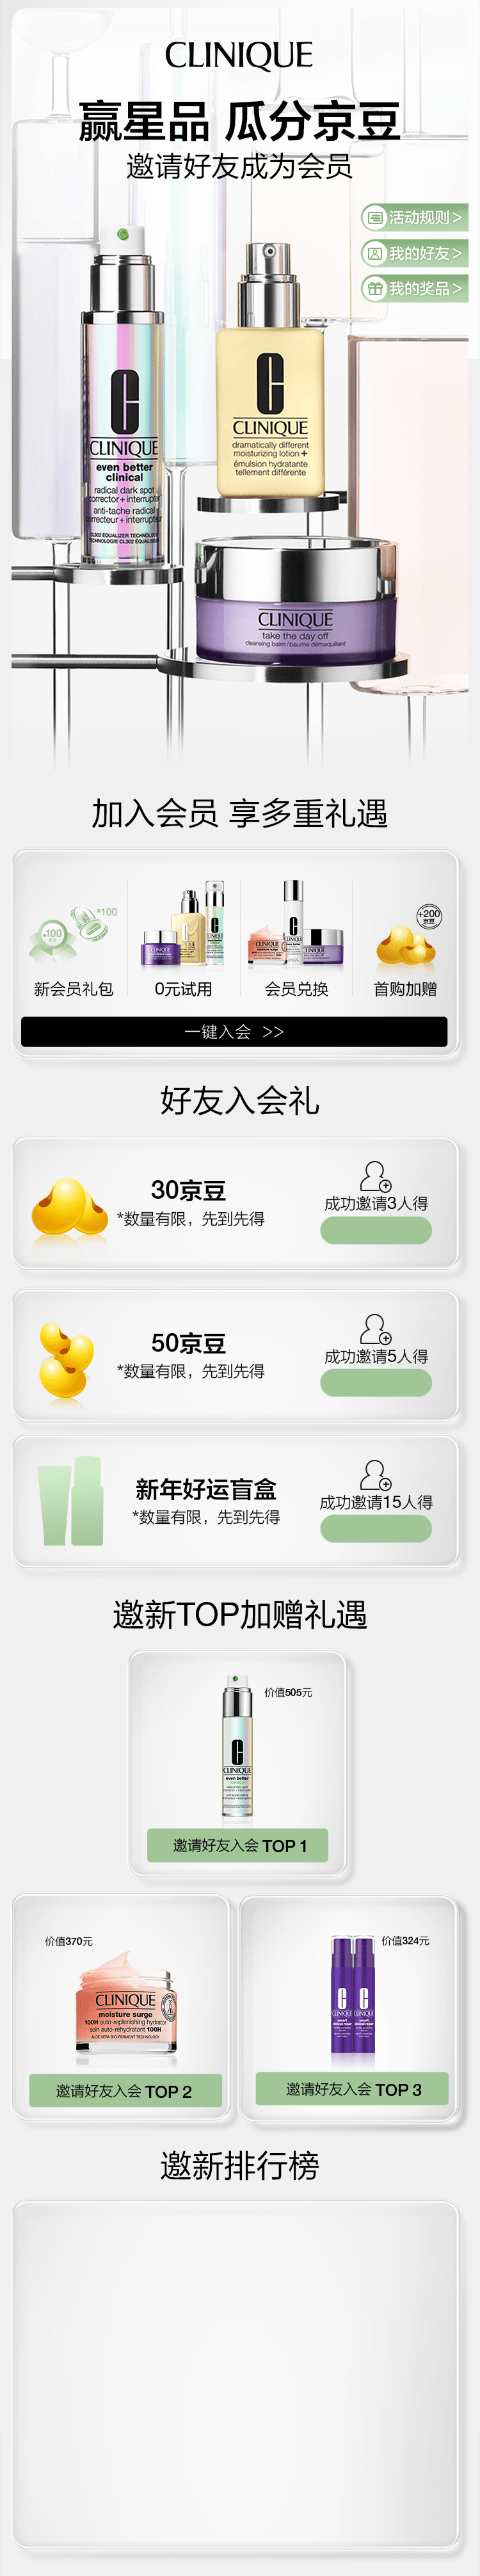 CLINIQUE
赢星品 瓜分京豆
邀请好友成为会员
活动规则>
我的好友>
我的奖品>
CLINIQUE
even better
clinical
radical dark spot
corrector + interrupter
anti-tache radical
correcteur + interrupteur
CLINIQUE
dramatically different
moisturizing lotion+
émulsion hydratante
tellement différente
CLINIQUE
take the day off
cleansing balm/baume démaquillant
加入会员 享多重礼遇
100
*100
+200
京豆
新会员礼包
0元试用
会员兑换
首购加赠
一键入会 >>
好友入会礼
30京豆
*数量有限，先到先得
成功邀请3人得
50京豆
*数量有限，先到先得
成功邀请5人得
新年好运盲盒
*数量有限，先到先得
成功邀请15人得
邀新TOP加赠礼遇
价值505元
CLINIQUE
even better
邀请好友入会 TOP 1
价值370元
CLINIQUE
moisture surge
100H auto-replenishing hydrator
soin auto-réhydratant 100H
ALOE VERA BIO-FERMENT TECHNOLOGY
邀请好友入会 TOP 2
价值324元
CLINIQUE
CLINIQUE
邀请好友入会 TOP 3
邀新排行榜